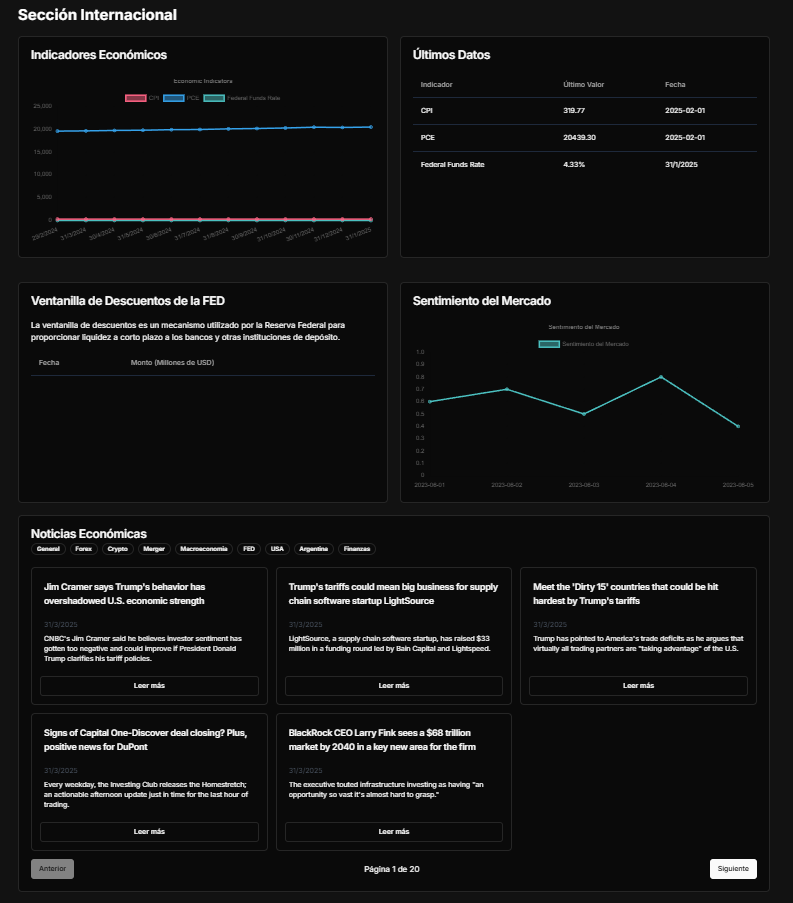 Sección Internacional
Indicadores Económicos
Economic Indicators
CPI PCE Federal Funds Rate
25,000
20,000
15,000
10,000
5,000
0
29/2/2024 31/3/2024 30/4/2024 31/5/2024 30/6/2024 31/7/2024 31/8/2024 30/9/2024 31/10/2024 30/11/2024 31/12/2024 31/1/2025
Últimos Datos
Indicador Último Valor Fecha
CPI 319.77 2025-02-01
PCE 20439.30 2025-02-01
Federal Funds Rate 4.33% 31/1/2025
Ventanilla de Descuentos de la FED
La ventanilla de descuentos es un mecanismo utilizado por la Reserva Federal para
proporcionar liquidez a corto plazo a los bancos y otras instituciones de depósito.
Fecha Monto (Millones de USD)
Sentimiento del Mercado
Sentimiento del Mercado
Sentimiento del Mercado
1.0
0.9
0.8
0.7
0.6
0.5
0.4
0.3
0.2
0.1
0
2023-06-01 2023-06-02 2023-06-03 2023-06-04 2023-06-05
Noticias Económicas
General Forex Crypto Merger Macroeconomia FED USA Argentina Finanzas
Jim Cramer says Trump's behavior has
overshadowed U.S. economic strength
31/3/2025
CNBC's Jim Cramer said he believes investor sentiment has
gotten too negative and could improve if President Donald
Trump clarifies his tariff policies.
Leer más
Trump's tariffs could mean big business for supply
chain software startup LightSource
31/3/2025
LightSource, a supply chain software startup, has raised $33
million in a funding round led by Bain Capital and Lightspeed.
Leer más
Meet the 'Dirty 15' countries that could be hit
hardest by Trump's tariffs
31/3/2025
Trump has pointed to America's trade deficits as he argues that
virtually all trading partners are "taking advantage" of the U.S.
Leer más
Signs of Capital One-Discover deal closing? Plus,
positive news for DuPont
31/3/2025
Every weekday, the Investing Club releases the Homestretch;
an actionable afternoon update just in time for the last hour of
trading.
Leer más
BlackRock CEO Larry Fink sees a $68 trillion
market by 2040 in a key new area for the firm
31/3/2025
The executive touted infrastructure investing as having "an
opportunity so vast it's almost hard to grasp."
Leer más
Anterior
Página 1 de 20
Siguiente